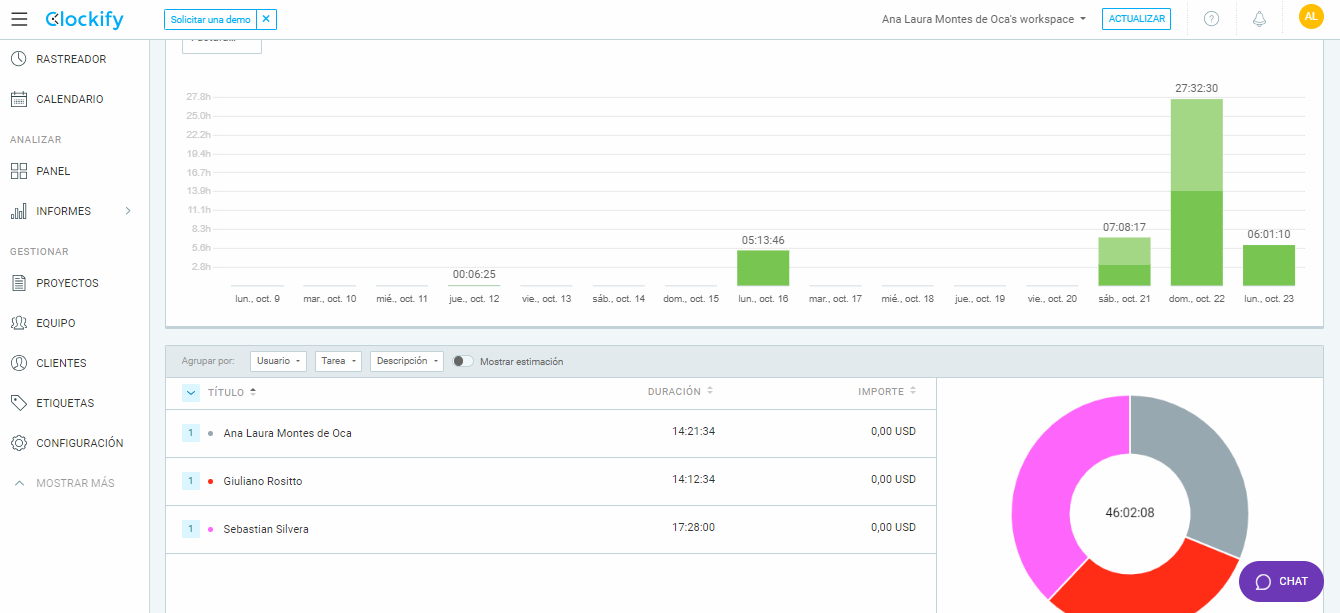 Clockify
Solicitar una demo ✕
Ana Laura Montes de Oca's workspace
ACTUALIZAR
?
AL
RASTREADOR
CALENDARIO
ANALIZAR
PANEL
INFORMES
GESTIONAR
PROYECTOS
EQUIPO
CLIENTES
ETIQUETAS
CONFIGURACIÓN
MOSTRAR MÁS
27.8h
25.0h
22.2h
19.4h
16.7h
13.9h
11.1h
8.3h
5.6h
2.8h
00:06:25
05:13:46
07:08:17
27:32:30
06:01:10
lun., oct. 9
mar., oct. 10
mié., oct. 11
jue., oct. 12
vie., oct. 13
sáb., oct. 14
dom., oct. 15
lun., oct. 16
mar., oct. 17
mié., oct. 18
jue., oct. 19
vie., oct. 20
sáb., oct. 21
dom., oct. 22
lun., oct. 23
Agrupar por: Usuario Tarea Descripción Mostrar estimación
TÍTULO DURACIÓN IMPORTE
1 Ana Laura Montes de Oca 14:21:34 0,00 USD
1 Giuliano Rositto 14:12:34 0,00 USD
1 Sebastian Silvera 17:28:00 0,00 USD
46:02:08
CHAT